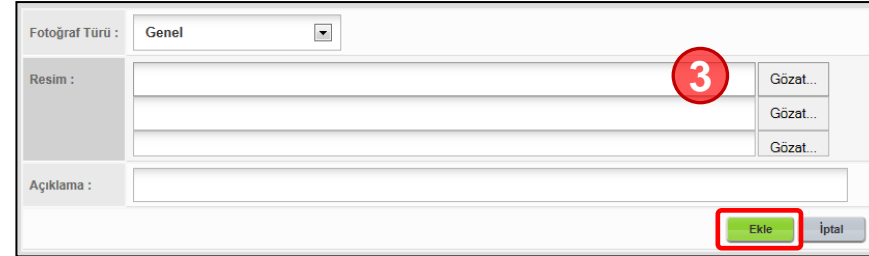 Fotoğraf Türü : Genel
Resim : 3 Gözat...
Gözat...
Gözat...
Açıklama :
Ekle İptal